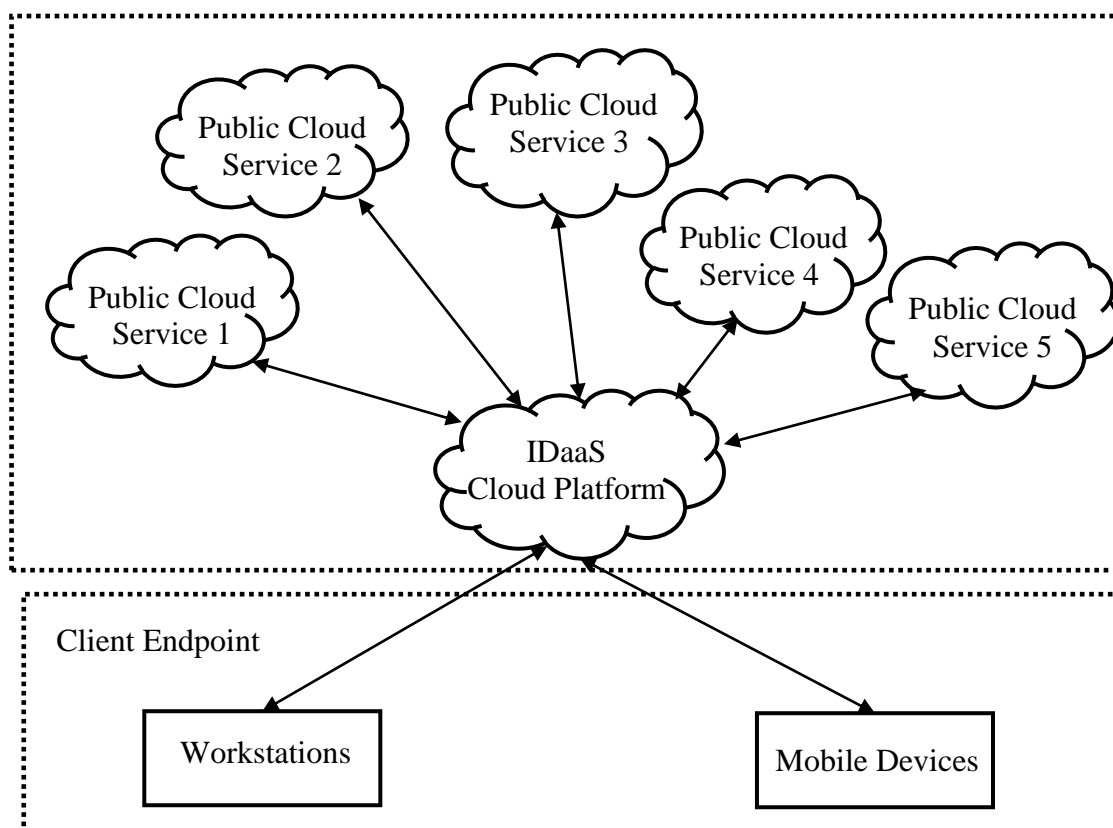 Public Cloud
Service 2
Public Cloud
Service 3
Public Cloud
Service 4
Public Cloud
Service 1
Public Cloud
Service 5
IDaaS
Cloud Platform
Client Endpoint
Workstations
Mobile Devices